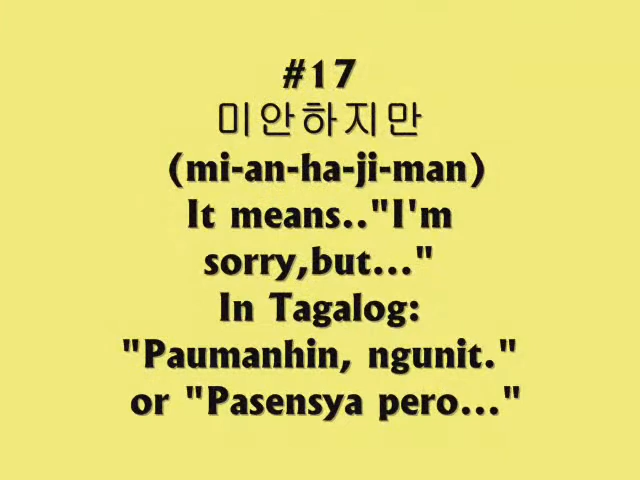 #17
미안하지만
(mi-an-ha-ji-man)
It means.."I'm
sorry,but..."
In Tagalog:
"Paumanhin, ngunit."
or "Pasensya pero..."